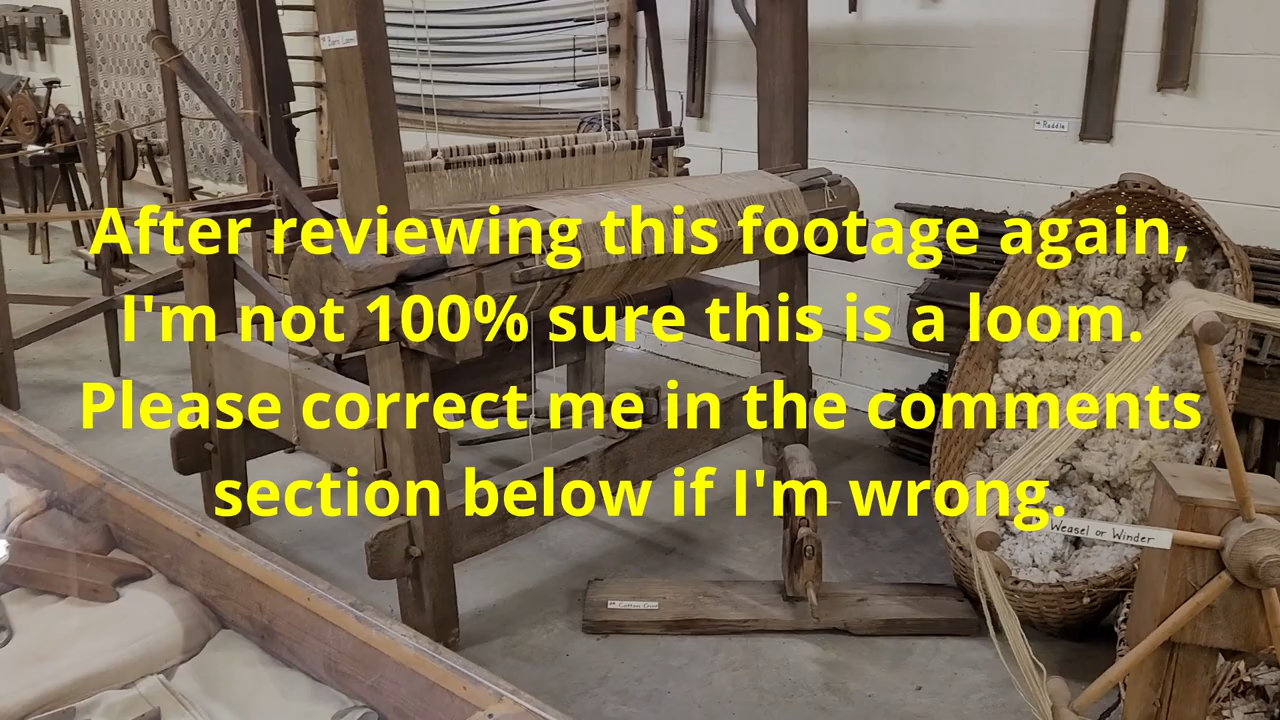 Barn Loom
Raddle
After reviewing this footage again,
I'm not 100% sure this is a loom.
Please correct me in the comments
section below if I'm wrong.
Weasel or Winder
Cotton Gin